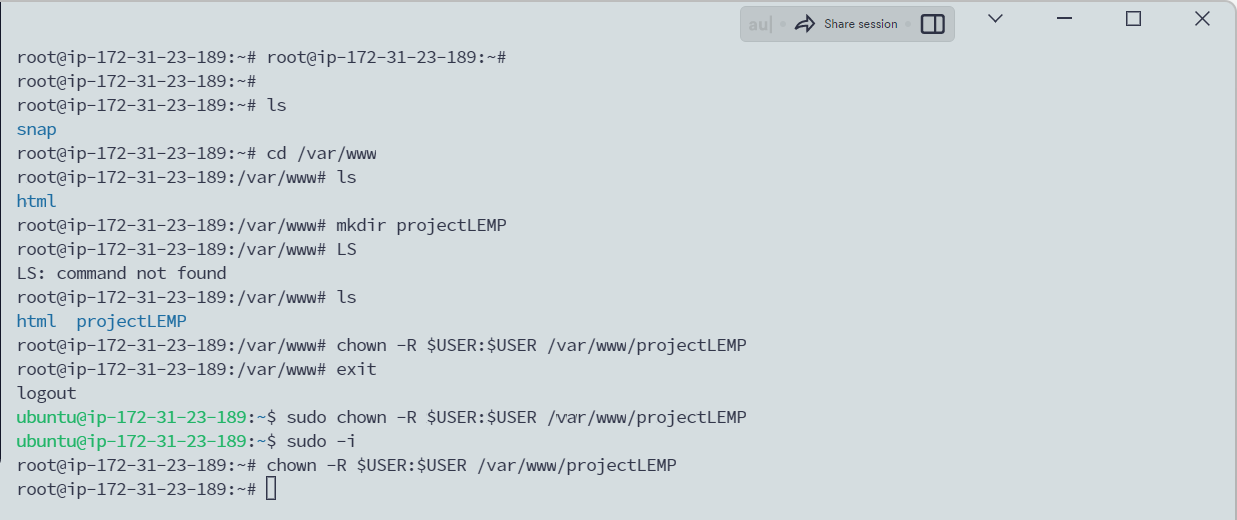 au|
Share session
root@ip-172-31-23-189:~# root@ip-172-31-23-189:~#
root@ip-172-31-23-189:~#
root@ip-172-31-23-189:~# ls
snap
root@ip-172-31-23-189:~# cd /var/www
root@ip-172-31-23-189:/var/www# ls
html
root@ip-172-31-23-189:/var/www# mkdir projectLEMP
root@ip-172-31-23-189:/var/www# LS
LS: command not found
root@ip-172-31-23-189:/var/www# ls
html  projectLEMP
root@ip-172-31-23-189:/var/www# chown -R $USER:$USER /var/www/projectLEMP
root@ip-172-31-23-189:/var/www# exit
logout
ubuntu@ip-172-31-23-189:~$ sudo chown -R $USER:$USER /var/www/projectLEMP
ubuntu@ip-172-31-23-189:~$ sudo -i
root@ip-172-31-23-189:~# chown -R $USER:$USER /var/www/projectLEMP
root@ip-172-31-23-189:~#